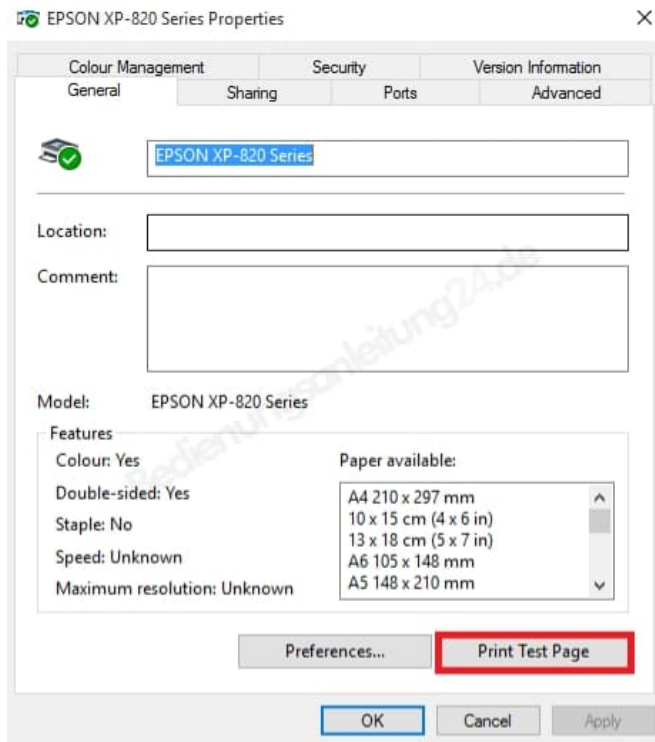 EPSON XP-820 Series Properties
Colour Management Security Version Information
General Sharing Ports Advanced
EPSON XP-820 Series
Location:
Comment:
Bedienungsanleitung24.de
Model: EPSON XP-820 Series
Features
Colour: Yes
Double-sided: Yes
Staple: No
Speed: Unknown
Maximum resolution: Unknown
Paper available:
A4 210 x 297 mm
10 x 15 cm (4 x 6 in)
13 x 18 cm (5 x 7 in)
A6 105 x 148 mm
A5 148 x 210 mm
Preferences... Print Test Page
OK Cancel Apply